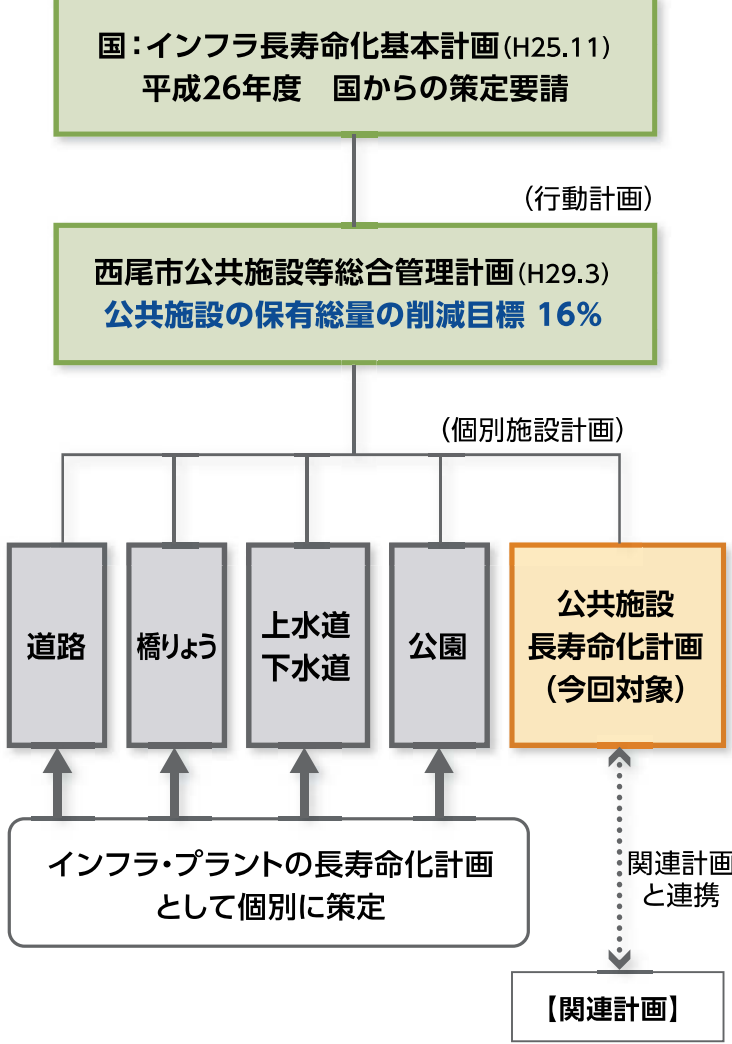 国：インフラ長寿命化基本計画(H25.11)
平成26年度　国からの策定要請
（行動計画）
西尾市公共施設等総合管理計画(H29.3)
公共施設の保有総量の削減目標 16%
（個別施設計画）
道路
橋りょう
上水道
下水道
公園
公共施設
長寿命化計画
（今回対象）
インフラ・プラントの長寿命化計画
として個別に策定
関連計画
と連携
【関連計画】